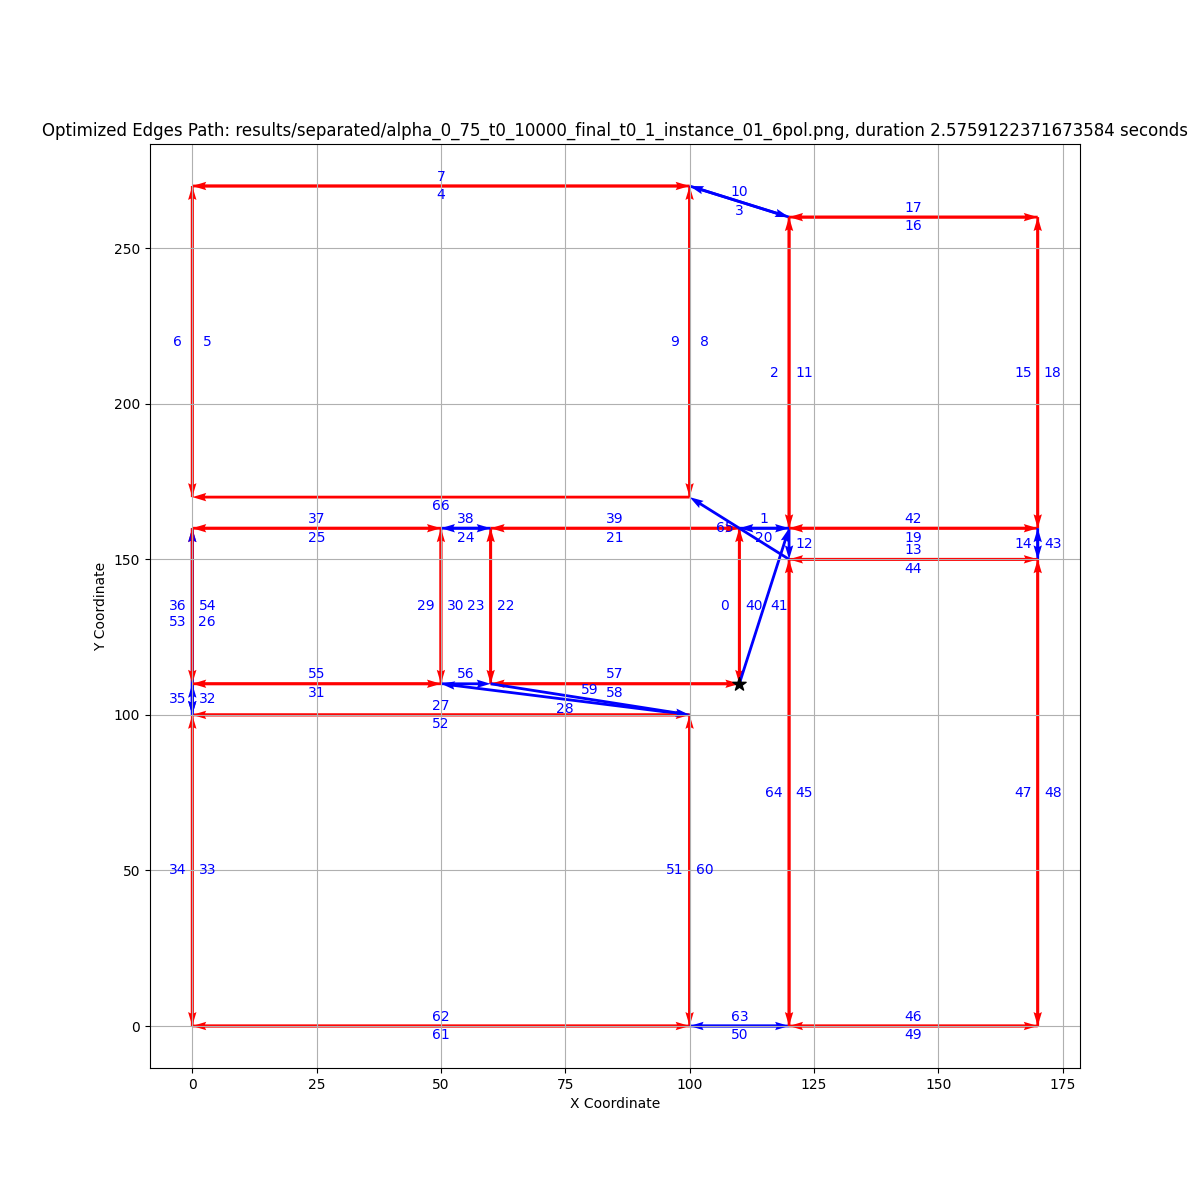 Optimized Edges Path: results/separated/alpha_0_75_t0_10000_final_t0_1_instance_01_6pol.png, duration 2.5759122371673584 seconds
7
10
4
3
17
16
250
6 5
9 8
2 11
15 18
200
66
37 38 39 65 1 42
25 24 21 20 19
12 13 14 43
150
44
36 54 29 30 23 22 0 40 41
53 26
Y Coordinate
55 56 57
35 32 31 59 58
27 28
100
52
64 45 47 48
50
34 33 51 60
62 63 46
0
61 50 49
0 25 50 75 100 125 150 175
X Coordinate